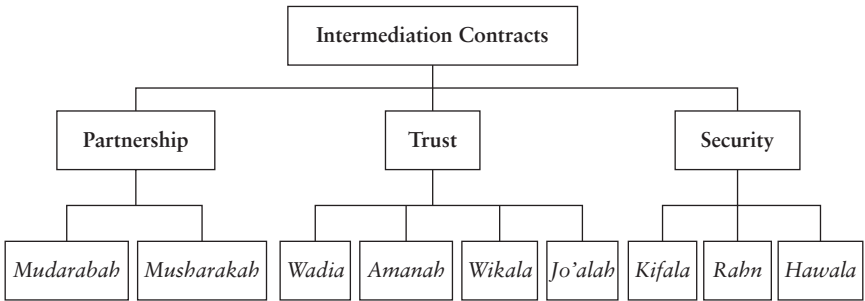 Intermediation Contracts
Partnership
Trust
Security
Mudarabah
Musharakah
Wadia
Amanah
Wikala
Jo’alah
Kifala
Rahn
Hawala